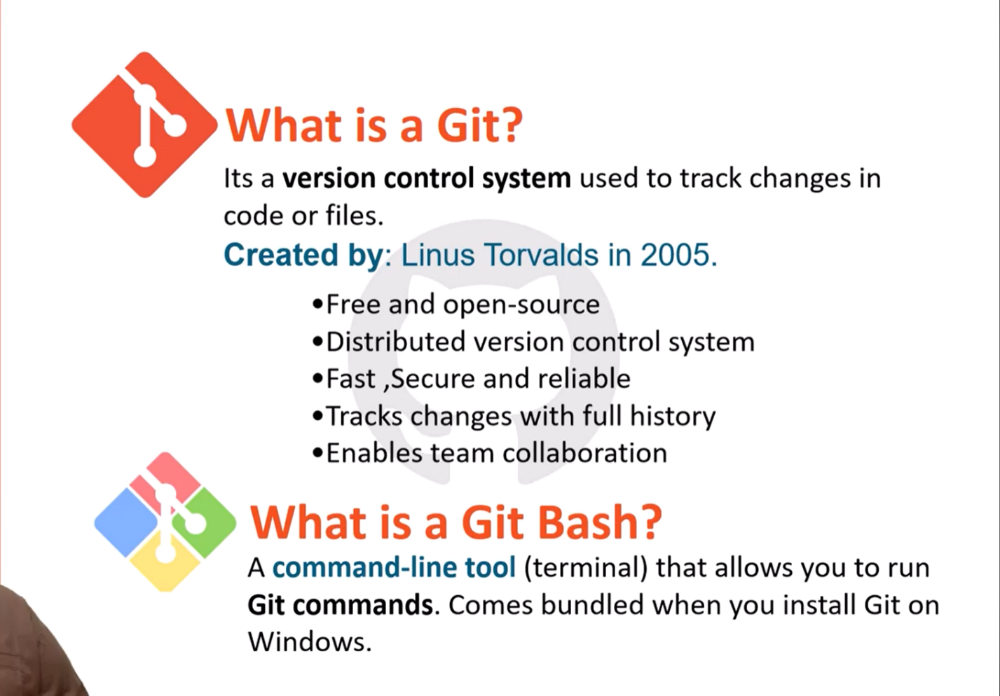 What is a Git?
Its a version control system used to track changes in
code or files.
Created by: Linus Torvalds in 2005.
•Free and open-source
•Distributed version control system
•Fast ,Secure and reliable
•Tracks changes with full history
•Enables team collaboration
What is a Git Bash?
A command-line tool (terminal) that allows you to run
Git commands. Comes bundled when you install Git on
Windows.